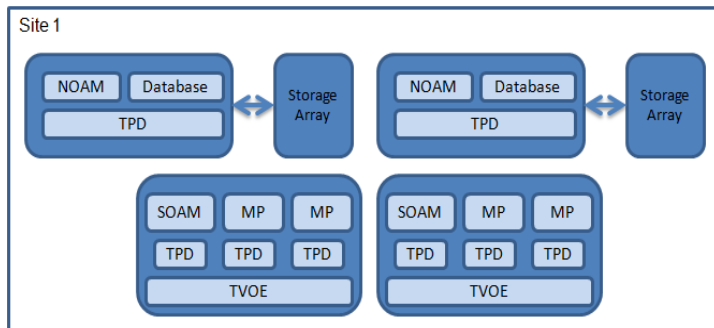 Site 1
NOAM Database
TPD
Storage
Array
NOAM Database
TPD
Storage
Array
SOAM MP MP
TPD TPD TPD
TVOE
SOAM MP MP
TPD TPD TPD
TVOE